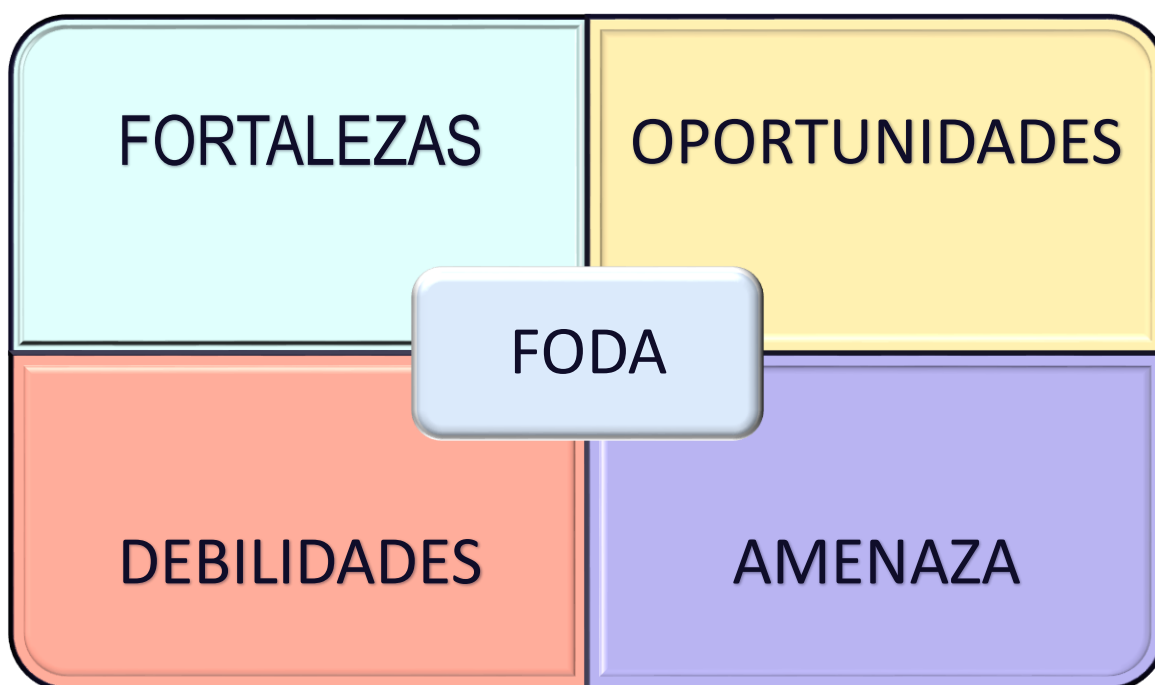 FORTALEZAS
OPORTUNIDADES
FODA
DEBILIDADES
AMENAZA